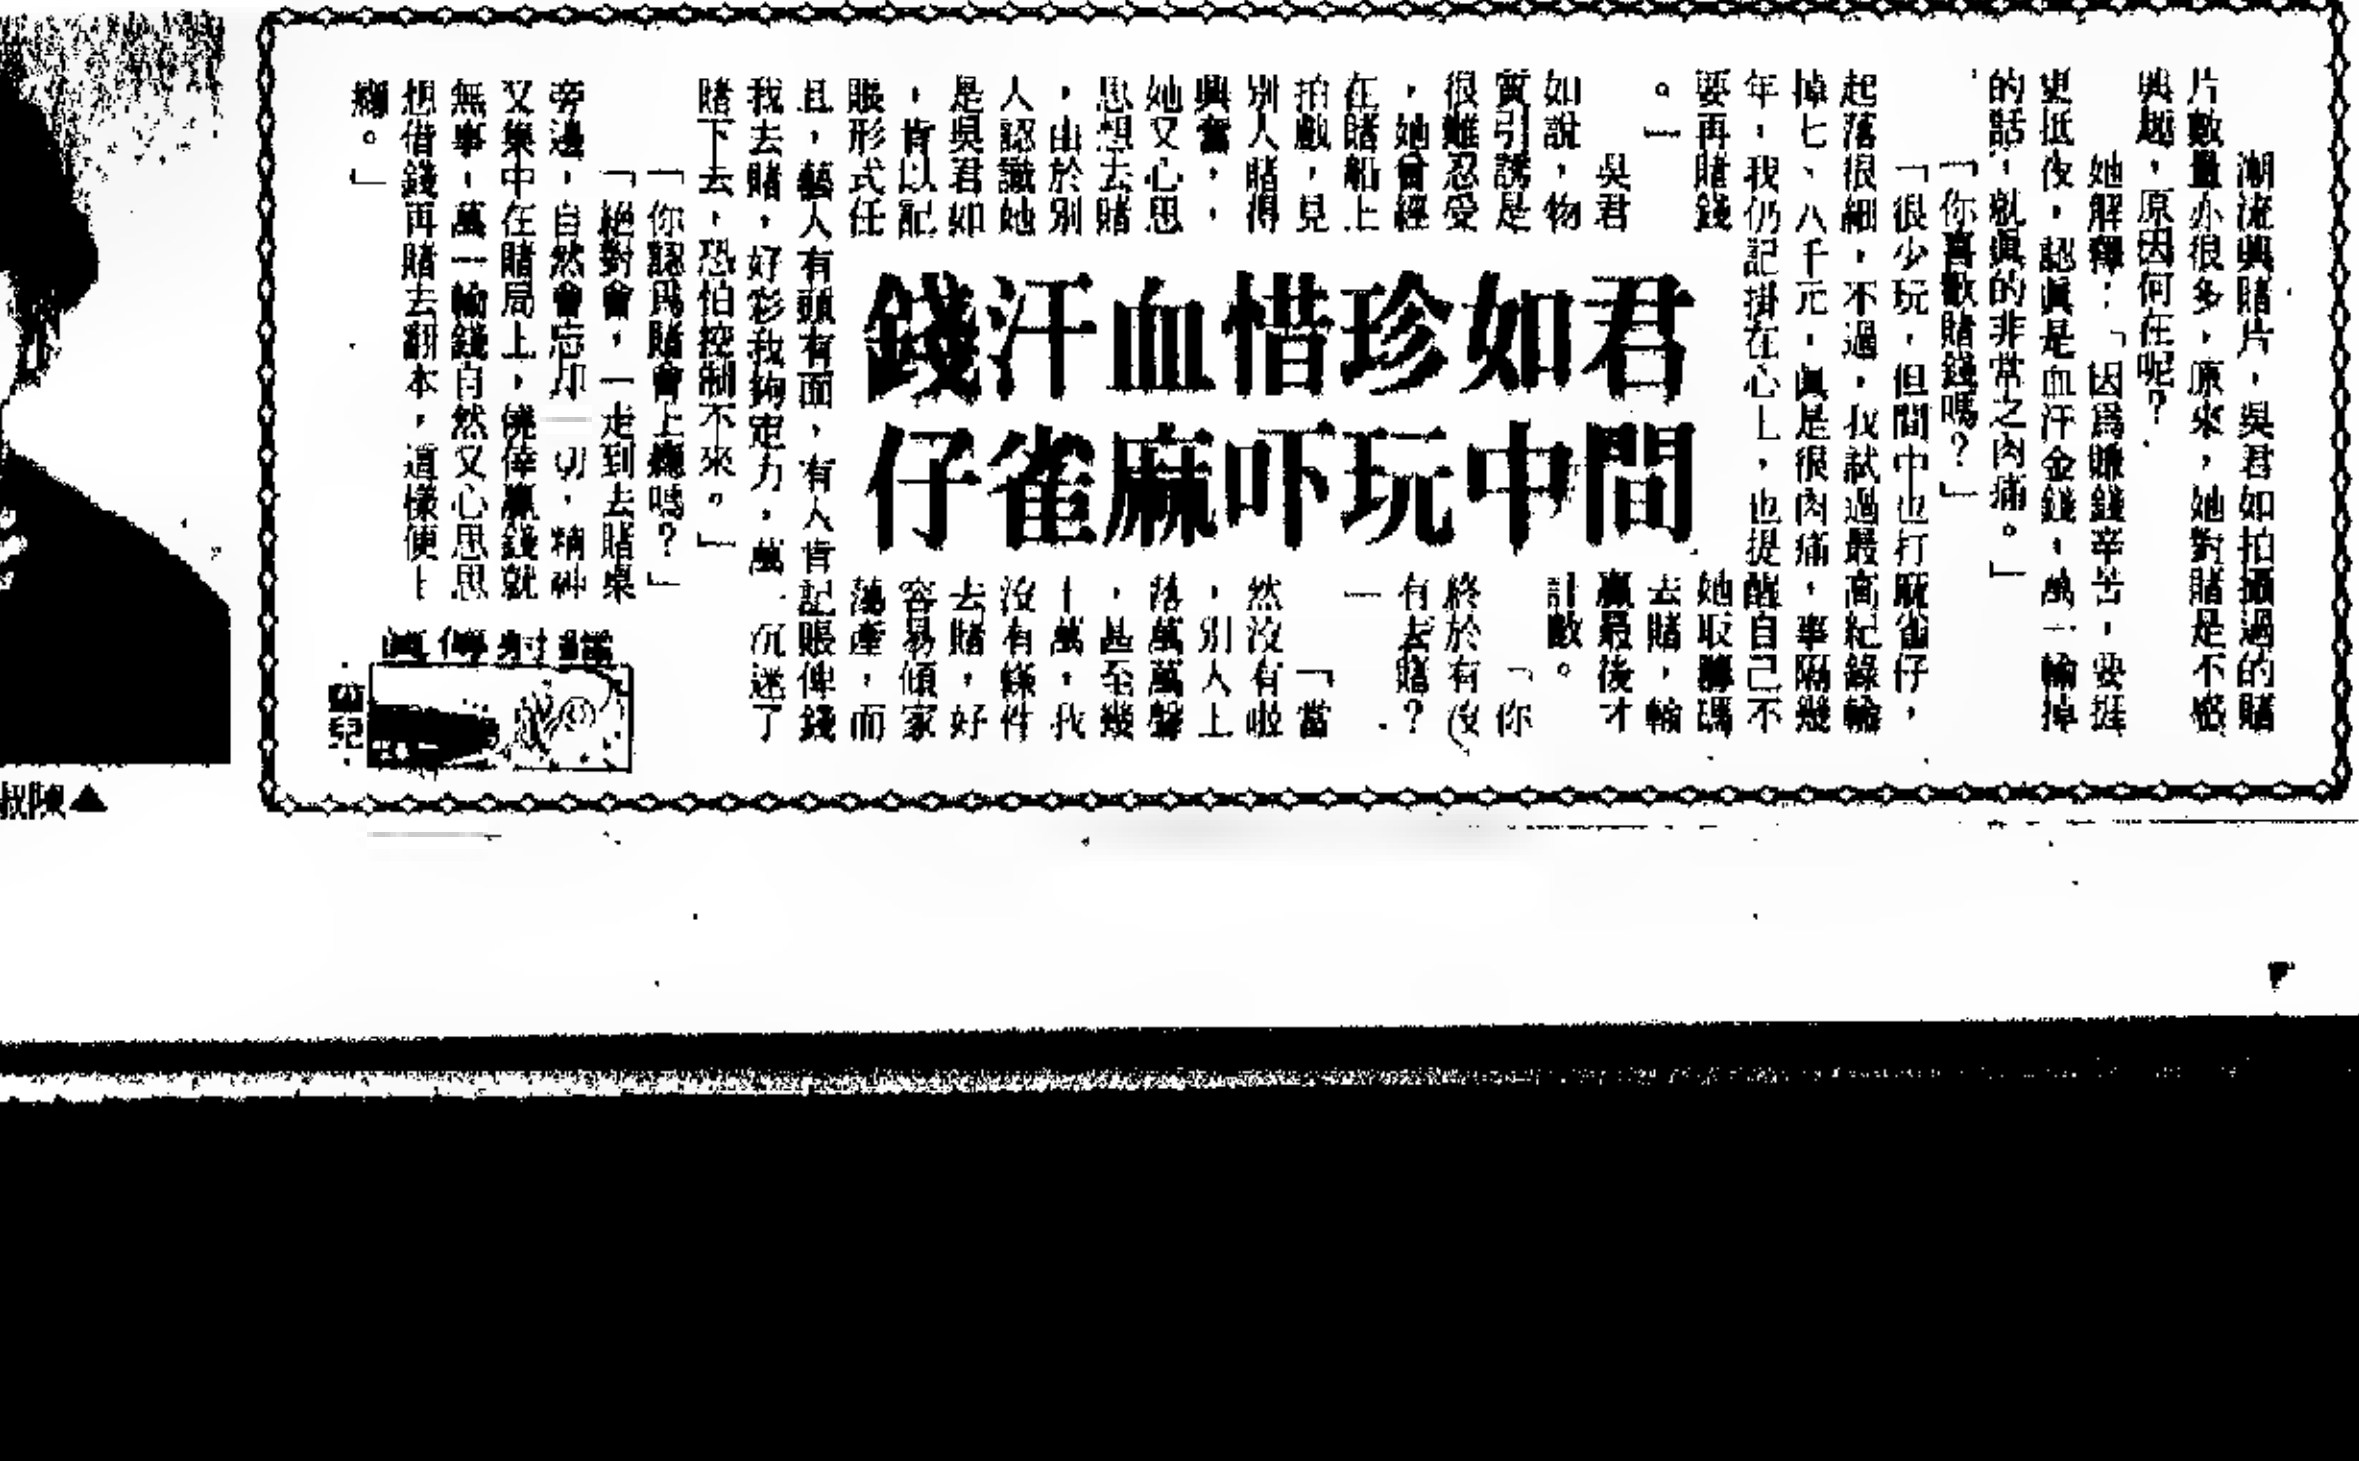 君如珍惜血汗錢
間中玩吓麻雀仔
潮流興賭片，吳君如拍攝過的賭
片數量亦很多，原來，她對賭是不感
興趣，原因何在呢？
她解釋：「因爲賺錢辛苦，要捱
更抵夜，認眞是血汗金錢，萬一輸掉
的話，就眞的非常之肉痛。」
「你喜歡賭錢嗎？」
「很少玩，但間中也打麻雀仔，
起落很細，不過，我試過最高紀錄輸
掉七、八千元，眞是很肉痛，事隔幾
年，我仍記掛在心上，也提醒自己不
要再賭錢
。」
吳君
如說，物
質引誘是
很難忍受
，她曾經
在賭船上
拍戲，見
別人賭得
興奮，，
她又心思
思想去賭
，由於別
人認識她
是吳君如
，肯以記
賬形式任
她取籌碼
去賭，輸
贏最後才
計數。
「你
終於有沒
有去賭？
」
「當
然沒有啦
，別人上
落萬萬聲
，甚至幾
十萬，我
沒有條件
去賭，好
容易傾家
蕩產，而
且，藝人有頭有面，有人肯記賬俾錢
我去賭，好彩我夠定力，萬一沉迷了
賭下去，恐怕控制不來。」
「你認爲賭會上癮嗎？」
「絕對會，一走到去賭桌
旁邊，自然會忘却一切，精神
又集中在賭局上，僥倖贏錢就
無事，萬一輸錢自然又心思思
想借錢再賭去翻本，這樣便上
癮。」
鐳射傳眞
兒
▲陳叔